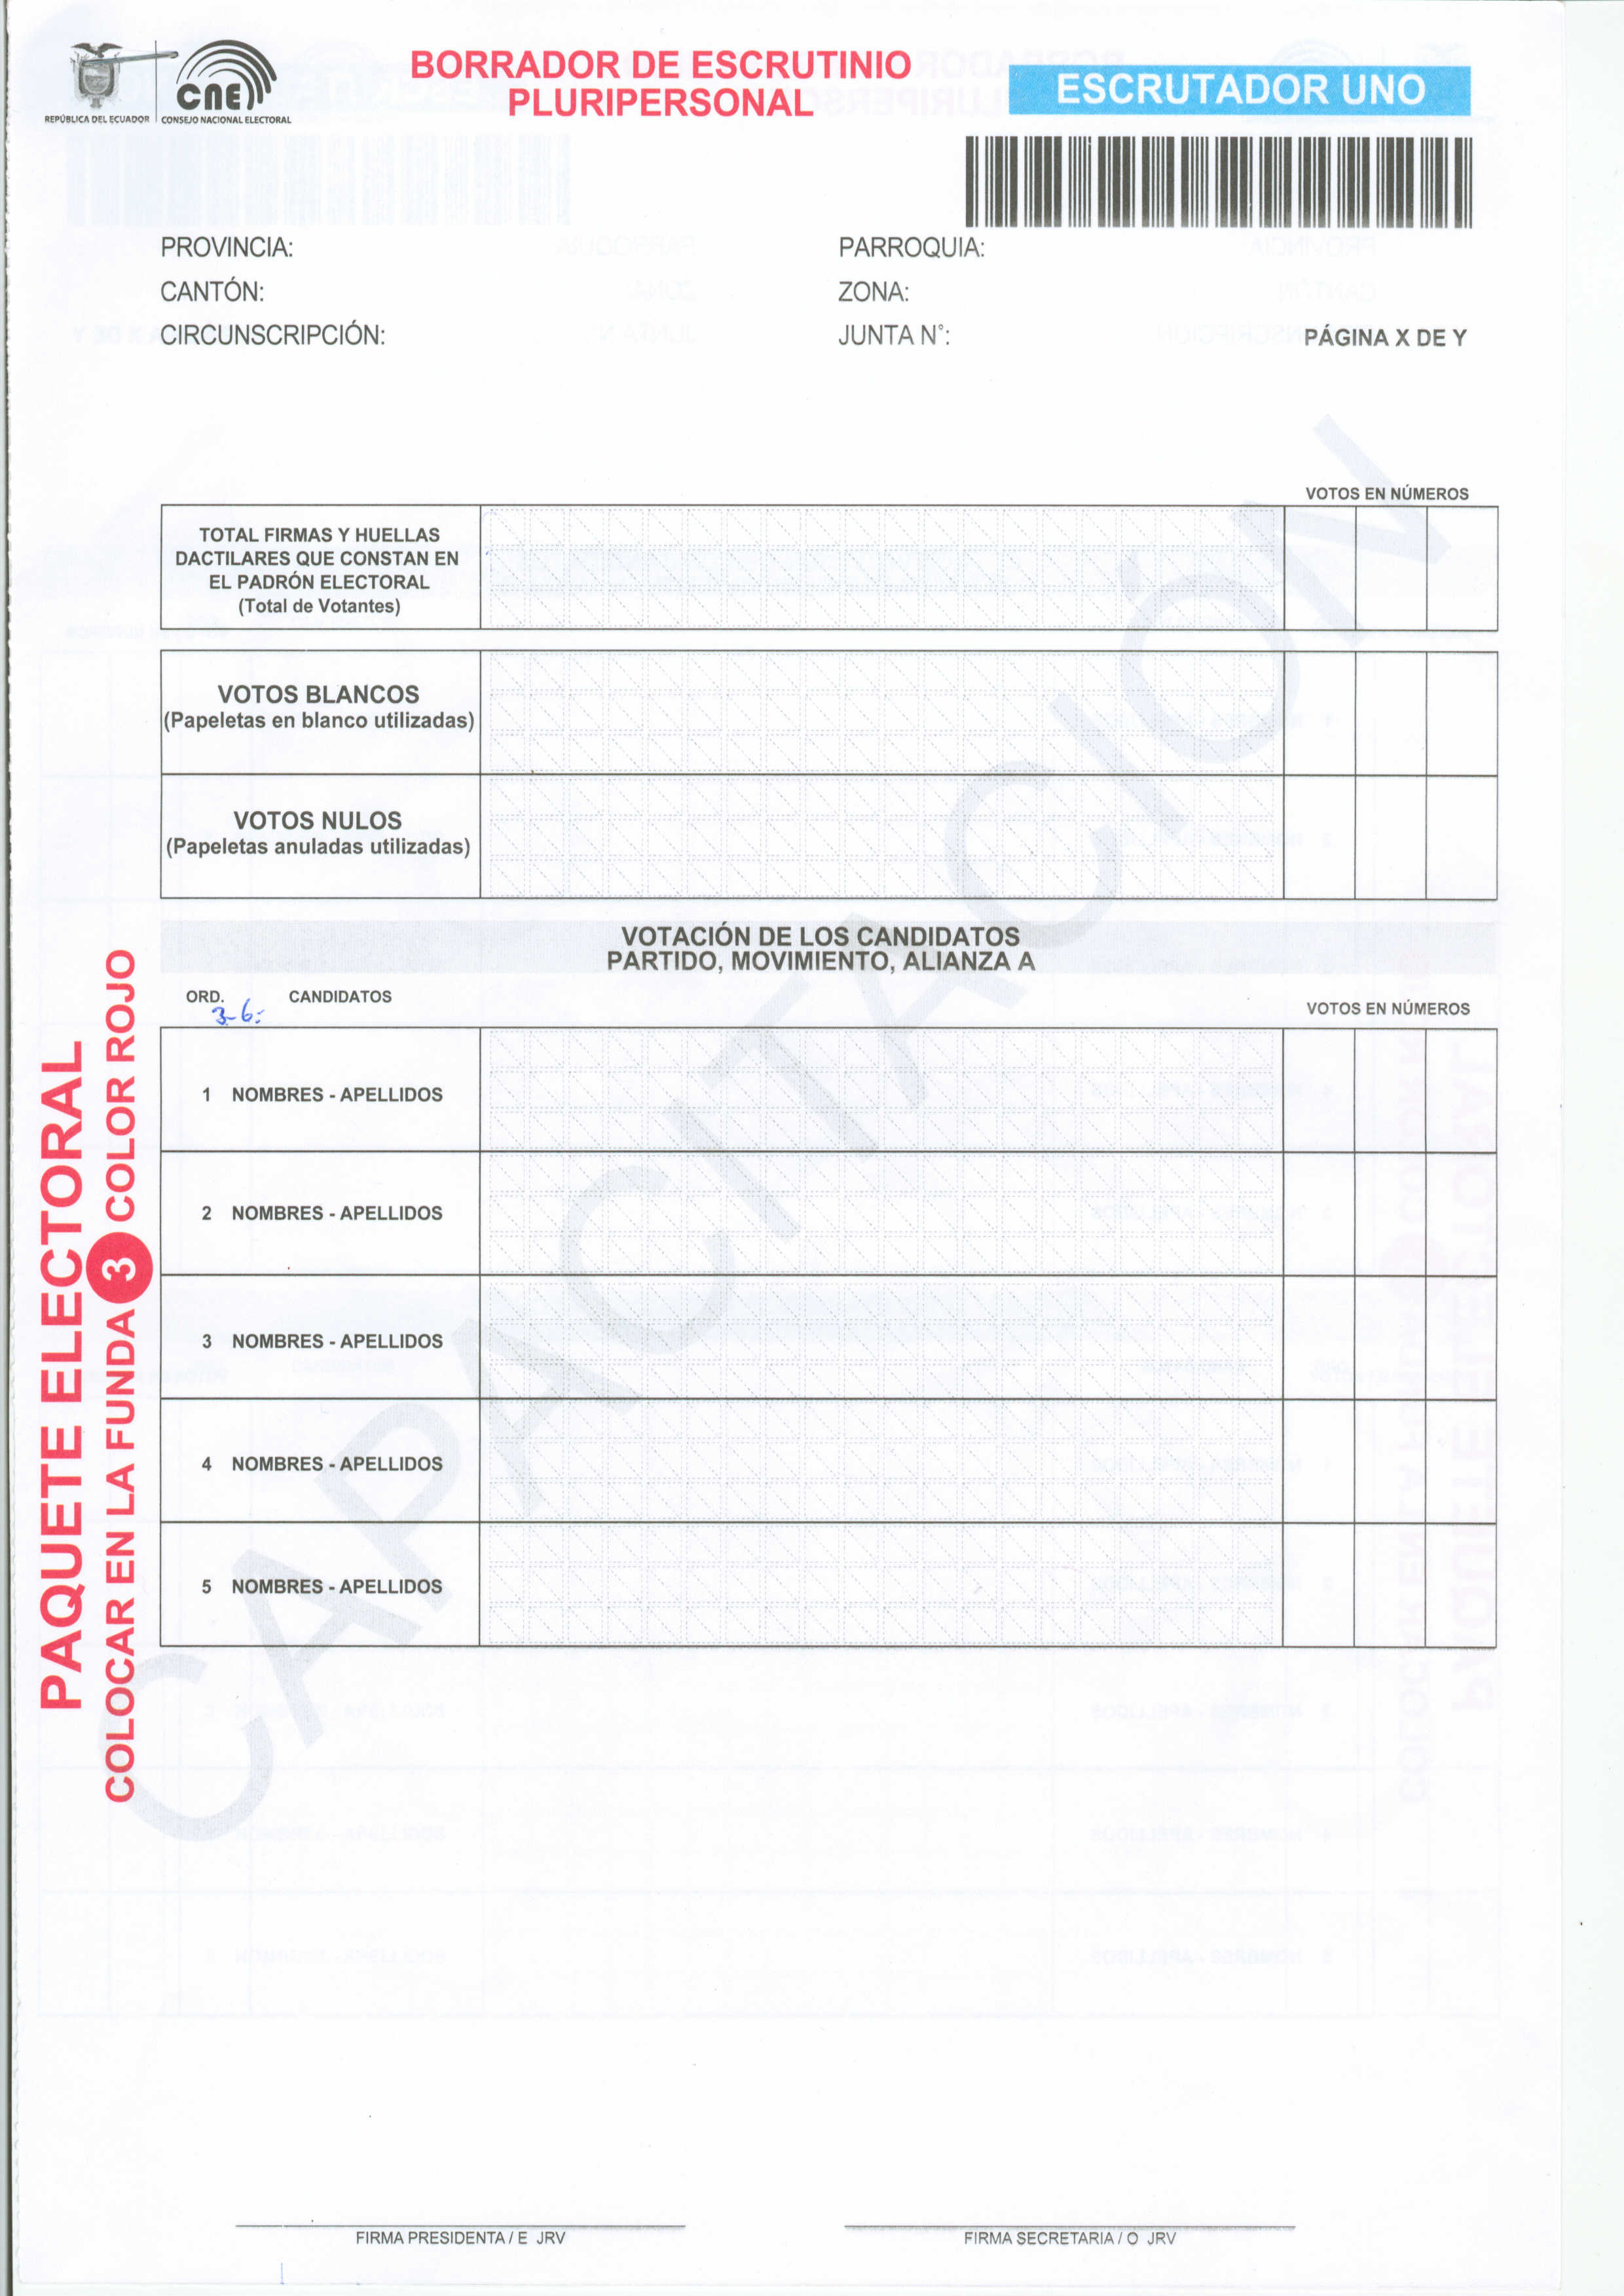 REPÚBLICA DEL ECUADOR
CNE
CONSEJO NACIONAL ELECTORAL
BORRADOR DE ESCRUTINIO
PLURIPERSONAL
ESCRUTADOR UNO
PROVINCIA:
PARROQUIA:
CANTÓN:
ZONA:
CIRCUNSCRIPCIÓN:
JUNTA N°:
PÁGINA X DE Y
VOTOS EN NÚMEROS
TOTAL FIRMAS Y HUELLAS
DACTILARES QUE CONSTAN EN
EL PADRÓN ELECTORAL
(Total de Votantes)
VOTOS BLANCOS
(Papeletas en blanco utilizadas)
VOTOS NULOS
(Papeletas anuladas utilizadas)
VOTACIÓN DE LOS CANDIDATOS
PARTIDO, MOVIMIENTO, ALIANZA A
ORD. CANDIDATOS
VOTOS EN NÚMEROS
3-6:
1 NOMBRES - APELLIDOS
2 NOMBRES - APELLIDOS
3 NOMBRES - APELLIDOS
4 NOMBRES - APELLIDOS
5 NOMBRES - APELLIDOS
CAPACITACIÓN
PAQUETE ELECTORAL
COLOCAR EN LA FUNDA 3 COLOR ROJO
FIRMA PRESIDENTA / E JRV
FIRMA SECRETARIA / O JRV